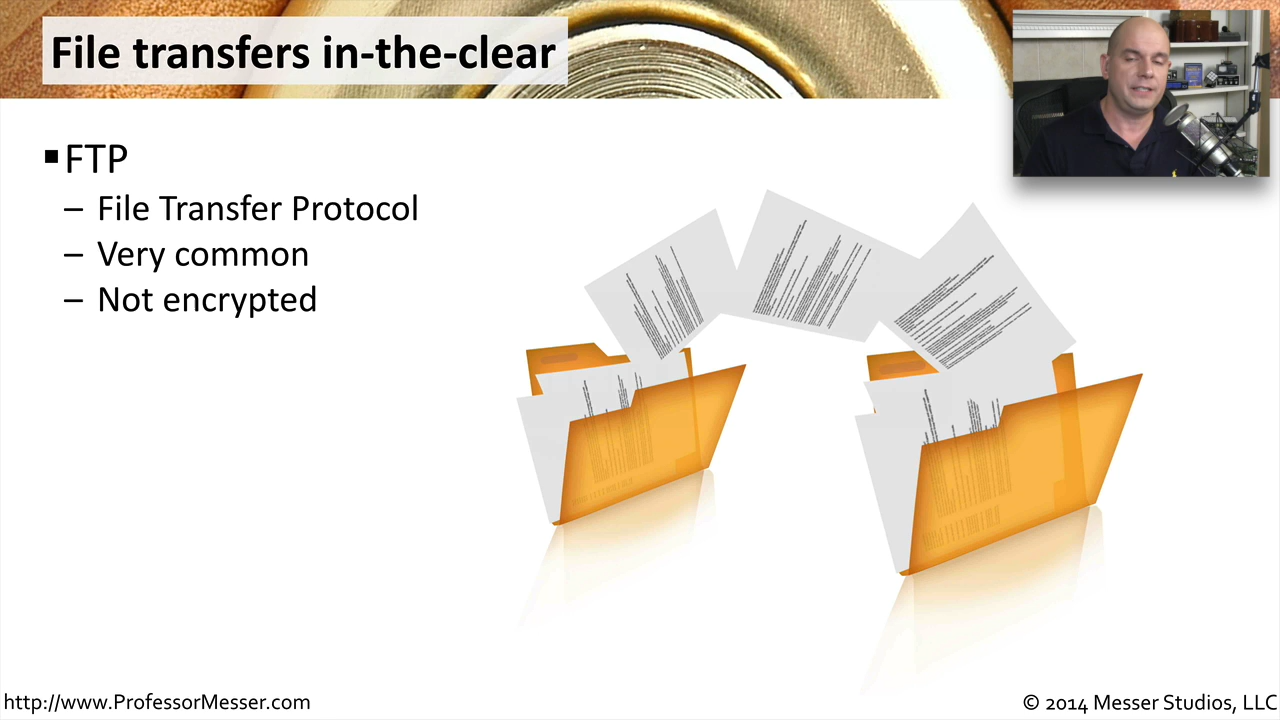 File transfers in-the-clear
▪FTP
– File Transfer Protocol
– Very common
– Not encrypted
http://www.ProfessorMesser.com
© 2014 Messer Studios, LLC